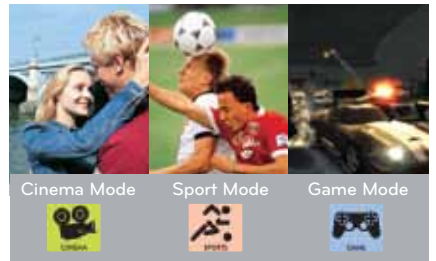 Cinema Mode
Sport Mode
Game Mode
CINEMA
SPORTS
GAME